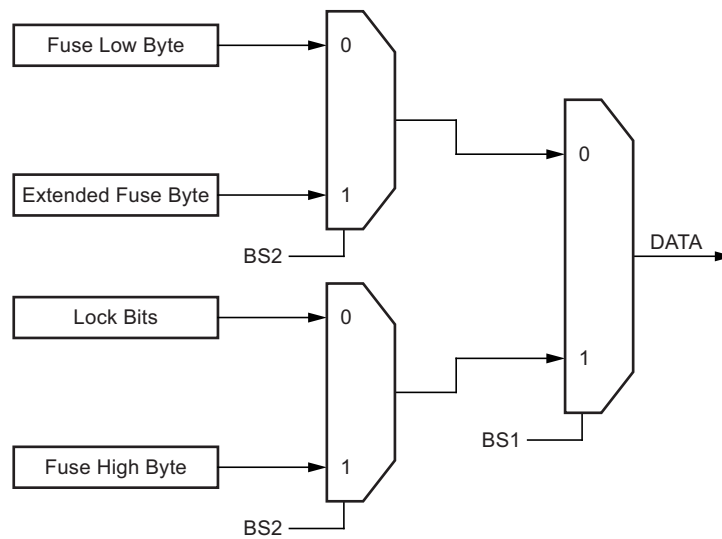 Fuse Low Byte
0
Extended Fuse Byte
1
BS2
0
DATA
1
BS1
Lock Bits
0
Fuse High Byte
1
BS2